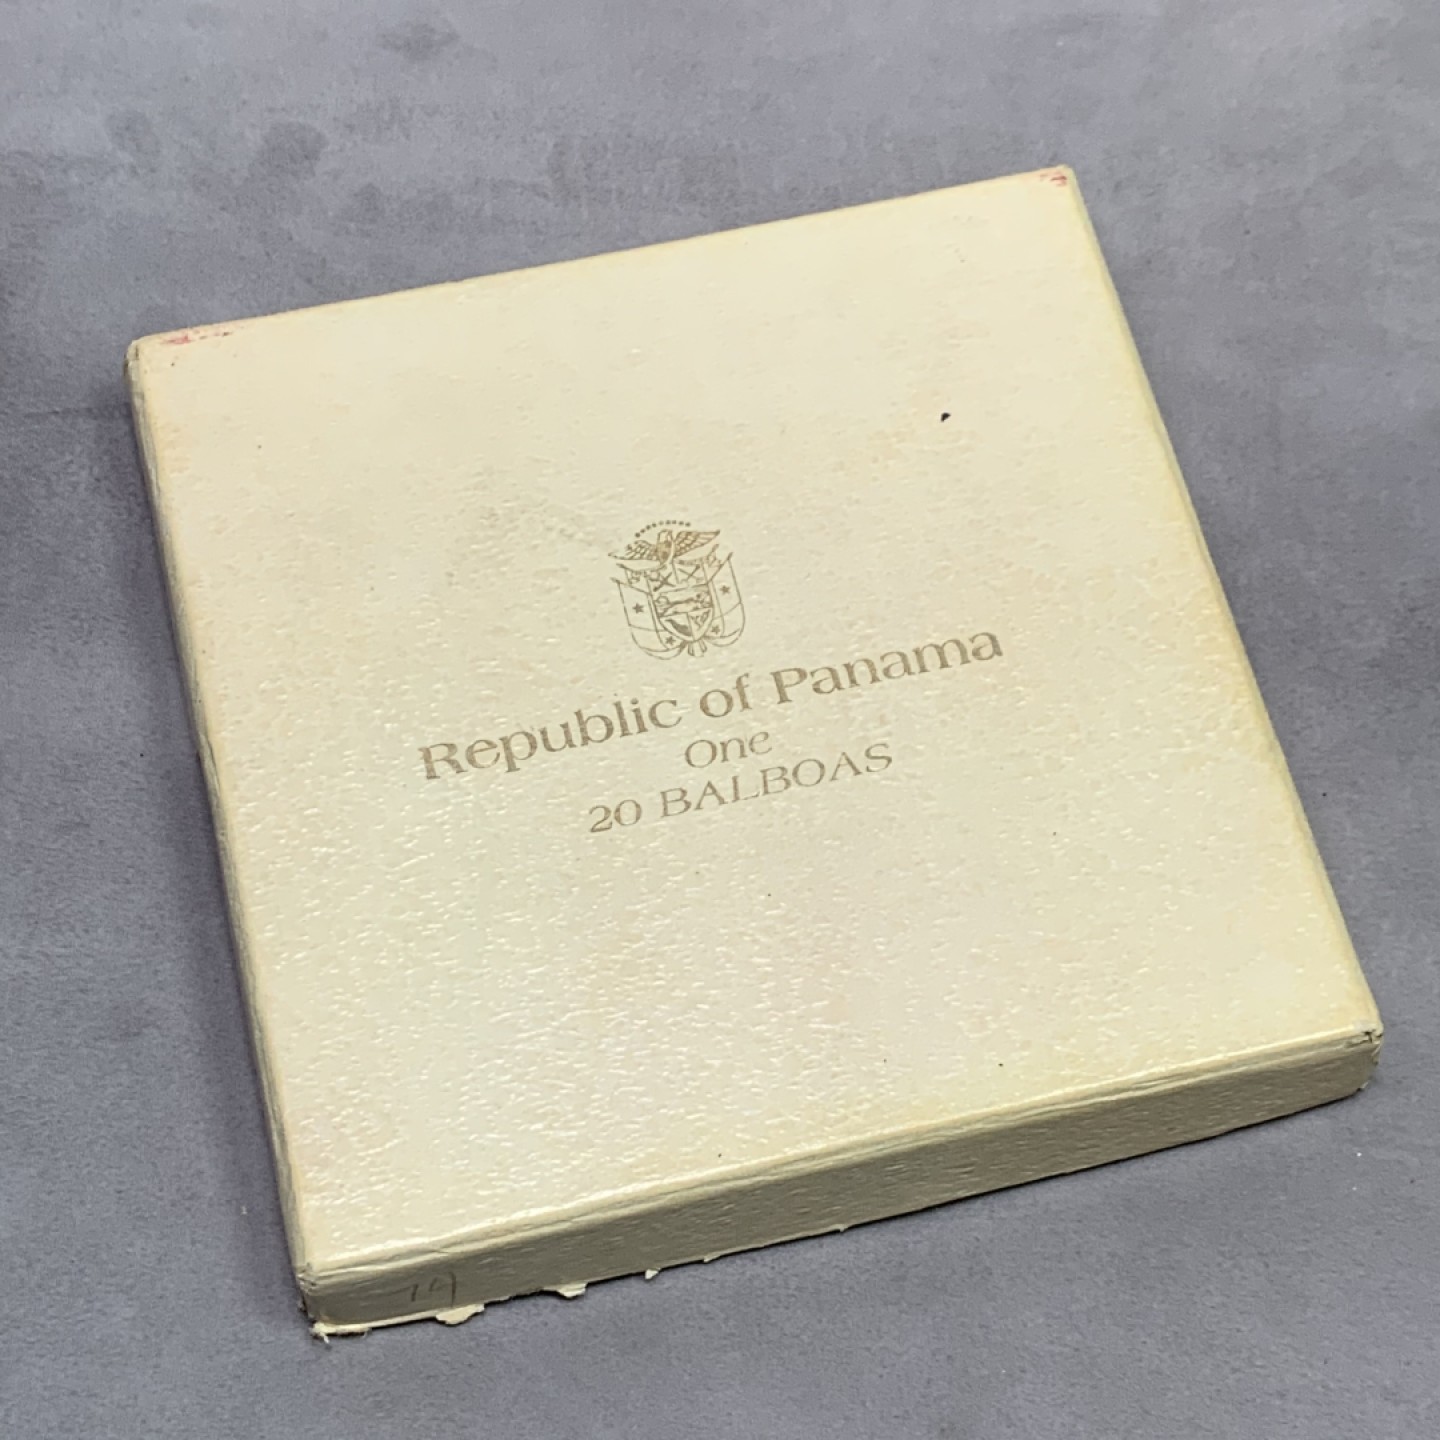 Republic of Panama
One
20 BALBOAS